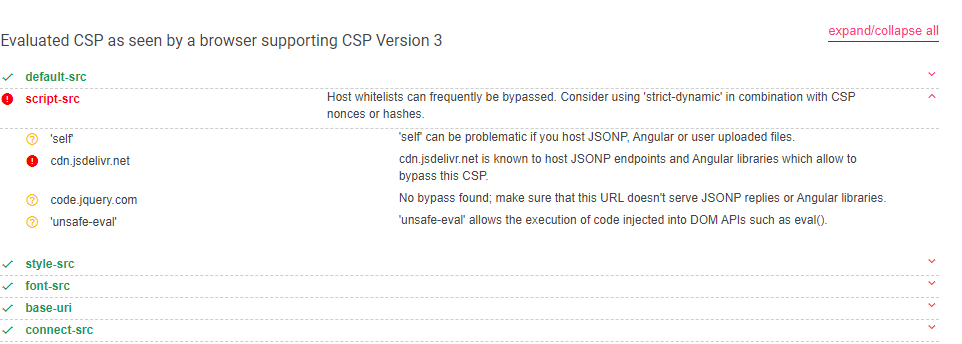 expand/collapse all
Evaluated CSP as seen by a browser supporting CSP Version 3
default-src
script-src Host whitelists can frequently be bypassed. Consider using 'strict-dynamic' in combination with CSP
nonces or hashes.
'self' 'self' can be problematic if you host JSONP, Angular or user uploaded files.
cdn.jsdelivr.net cdn.jsdelivr.net is known to host JSONP endpoints and Angular libraries which allow to
bypass this CSP.
code.jquery.com No bypass found; make sure that this URL doesn't serve JSONP replies or Angular libraries.
'unsafe-eval' 'unsafe-eval' allows the execution of code injected into DOM APIs such as eval().
style-src
font-src
base-uri
connect-src